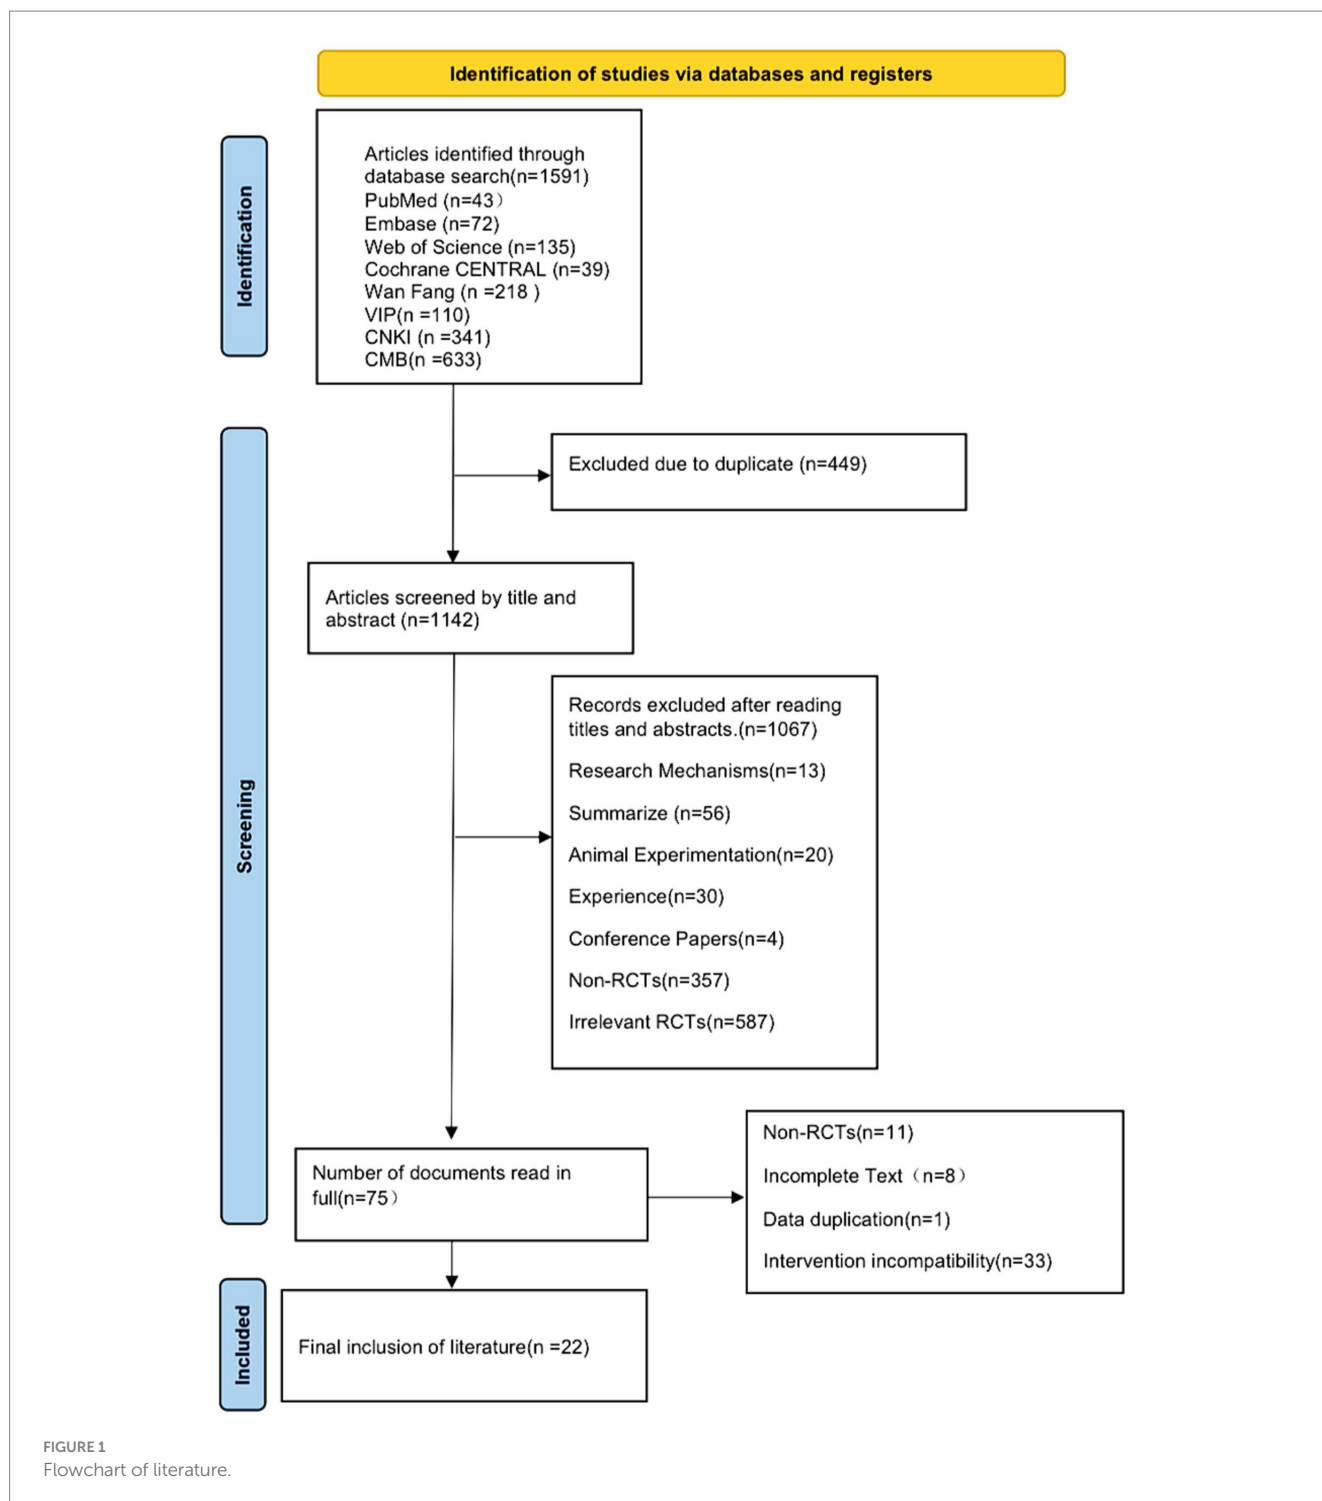 Identification of studies via databases and registers
Identification
Articles identified through
database search(n=1591)
PubMed (n=43）
Embase (n=72)
Web of Science (n=135)
Cochrane CENTRAL (n=39)
Wan Fang (n =218 )
VIP(n =110)
CNKI (n =341)
CMB(n =633)
Screening
Excluded due to duplicate (n=449)
Articles screened by title and
abstract (n=1142)
Records excluded after reading
titles and abstracts.(n=1067)
Research Mechanisms(n=13)
Summarize (n=56)
Animal Experimentation(n=20)
Experience(n=30)
Conference Papers(n=4)
Non-RCTs(n=357)
Irrelevant RCTs(n=587)
Number of documents read in
full(n=75）
Non-RCTs(n=11)
Incomplete Text（n=8）
Data duplication(n=1)
Intervention incompatibility(n=33)
Included
Final inclusion of literature(n =22)
FIGURE 1
Flowchart of literature.